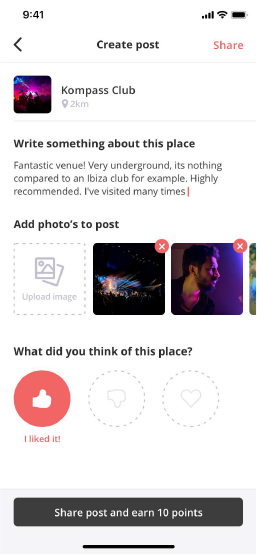 9:41
Create post
Share
Kompass Club
2km
Write something about this place
Fantastic venue! Very underground, its nothing
compared to an Ibiza club for example. Highly
recommended. I've visited many times
Add photo's to post
Upload image
What did you think of this place?
I liked it!
Share post and earn 10 points